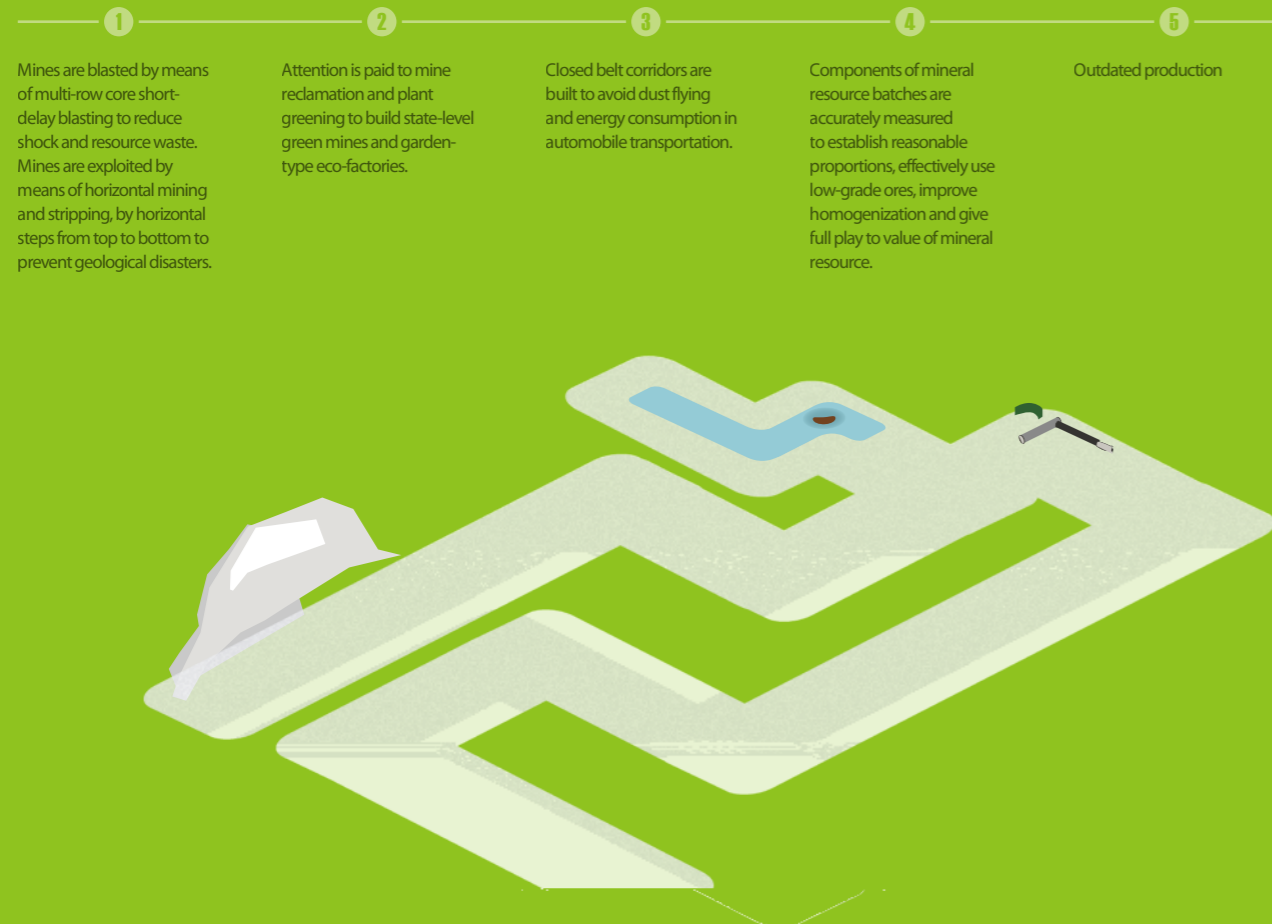 1
Mines are blasted by means
of multi-row core short-
delay blasting to reduce
shock and resource waste.
Mines are exploited by
means of horizontal mining
and stripping, by horizontal
steps from top to bottom to
prevent geological disasters.
2
Attention is paid to mine
reclamation and plant
greening to build state-level
green mines and garden-
type eco-factories.
3
Closed belt corridors are
built to avoid dust flying
and energy consumption in
automobile transportation.
4
Components of mineral
resource batches are
accurately measured
to establish reasonable
proportions, effectively use
low-grade ores, improve
homogenization and give
full play to value of mineral
resource.
5
Outdated production